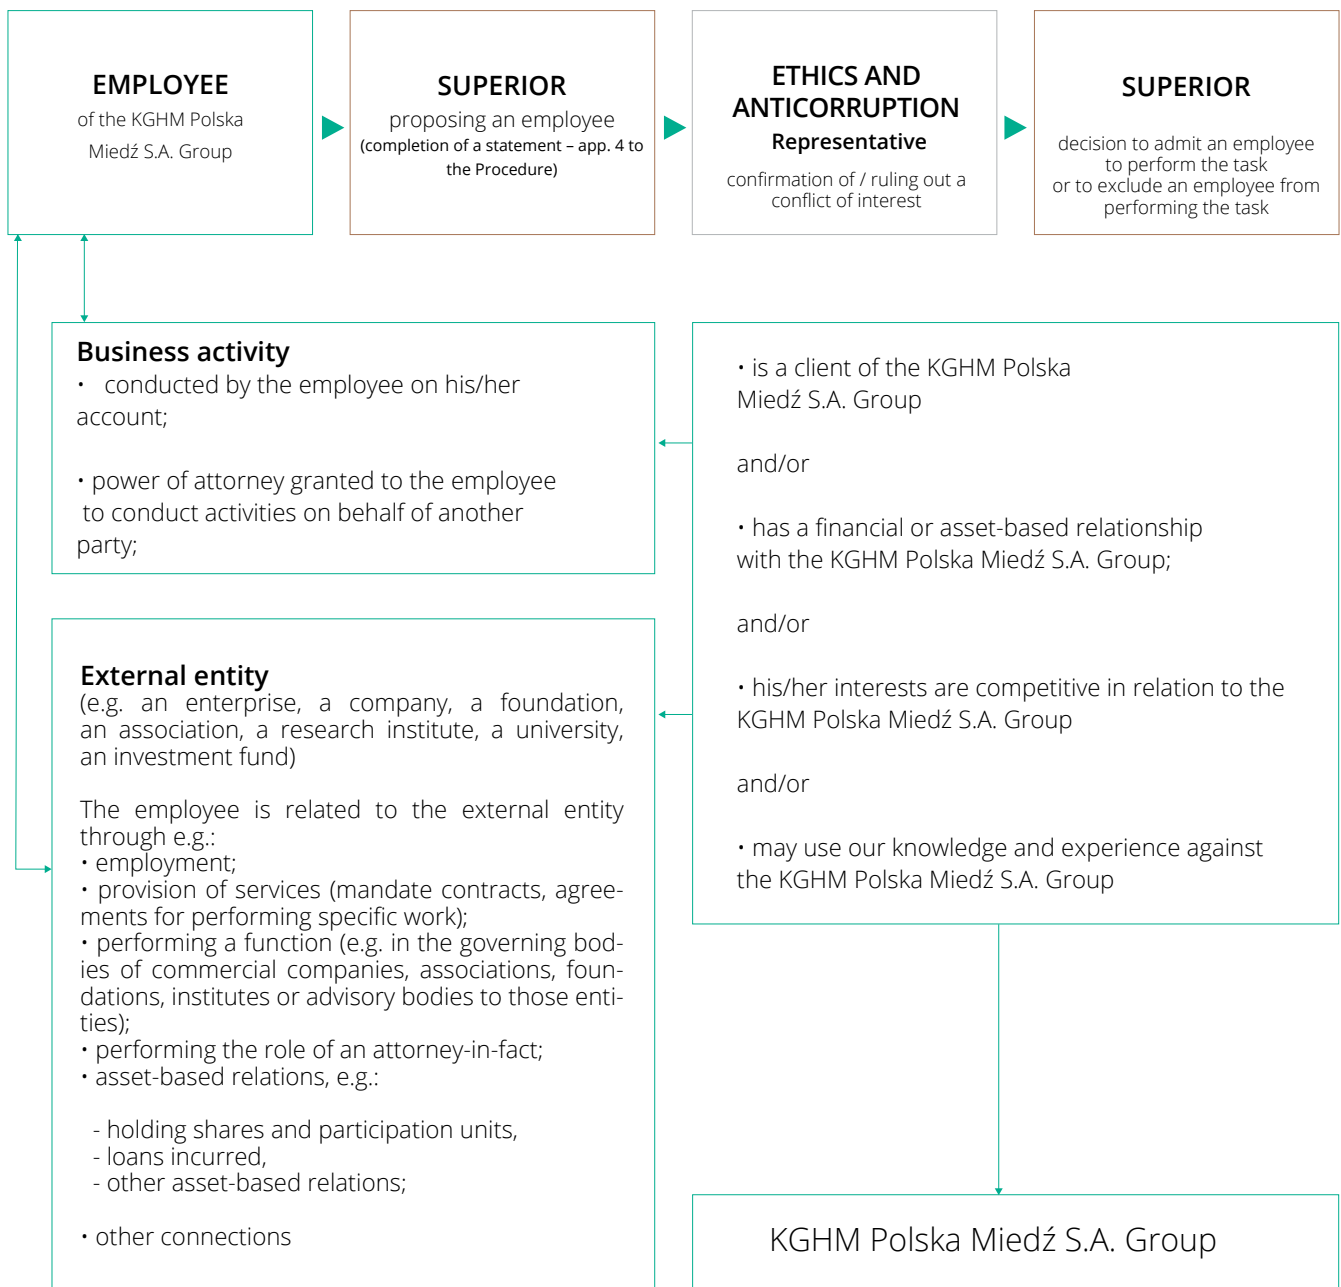 EMPLOYEE
of the KGHM Polska
Miedź S.A. Group
SUPERIOR
proposing an employee
(completion of a statement – app. 4 to
the Procedure)
ETHICS AND
ANTICORRUPTION
Representative
confirmation of / ruling out a
conflict of interest
SUPERIOR
decision to admit an employee
to perform the task
or to exclude an employee from
performing the task
Business activity
• conducted by the employee on his/her
account;
• power of attorney granted to the employee
to conduct activities on behalf of another
party;
External entity
(e.g. an enterprise, a company, a foundation,
an association, a research institute, a university,
an investment fund)
The employee is related to the external entity
through e.g.:
• employment;
• provision of services (mandate contracts, agree-
ments for performing specific work);
• performing a function (e.g. in the governing bod-
ies of commercial companies, associations, foun-
dations, institutes or advisory bodies to those enti-
ties);
• performing the role of an attorney-in-fact;
• asset-based relations, e.g.:
- holding shares and participation units,
- loans incurred,
- other asset-based relations;
• other connections
• is a client of the KGHM Polska
Miedź S.A. Group
and/or
• has a financial or asset-based relationship
with the KGHM Polska Miedź S.A. Group;
and/or
• his/her interests are competitive in relation to the
KGHM Polska Miedź S.A. Group
and/or
• may use our knowledge and experience against
the KGHM Polska Miedź S.A. Group
KGHM Polska Miedź S.A. Group